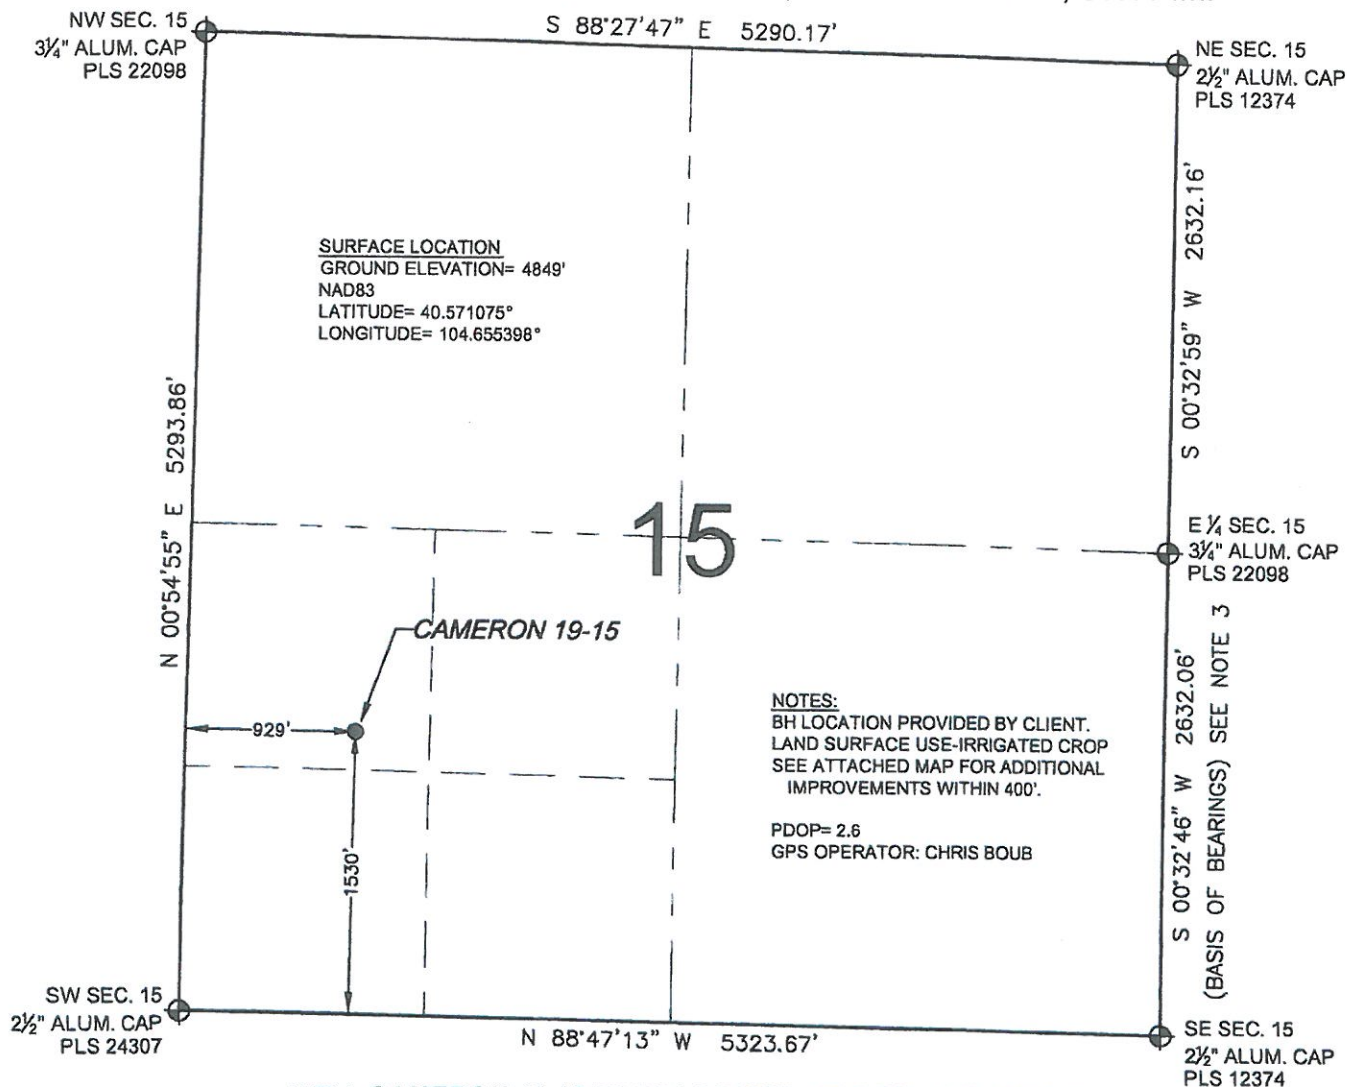 NW SEC. 15
3¼" ALUM. CAP
PLS 22098
S 88°27'47" E 5290.17'
NE SEC. 15
2½" ALUM. CAP
PLS 12374
SURFACE LOCATION
GROUND ELEVATION= 4849'
NAD83
LATITUDE= 40.571075°
LONGITUDE= 104.655398°
S 00°32'59" W 2632.16'
N 00°54'55" E 5293.86'
15
E ¼ SEC. 15
3¼" ALUM. CAP
PLS 22098
CAMERON 19-15
929'
1530'
NOTES:
BH LOCATION PROVIDED BY CLIENT.
LAND SURFACE USE-IRRIGATED CROP
SEE ATTACHED MAP FOR ADDITIONAL
IMPROVEMENTS WITHIN 400'.
PDOP= 2.6
GPS OPERATOR: CHRIS BOUB
S 00°32'46" W 2632.06'
(BASIS OF BEARINGS) SEE NOTE 3
SW SEC. 15
2½" ALUM. CAP
PLS 24307
N 88°47'13" W 5323.67'
SE SEC. 15
2½" ALUM. CAP
PLS 12374